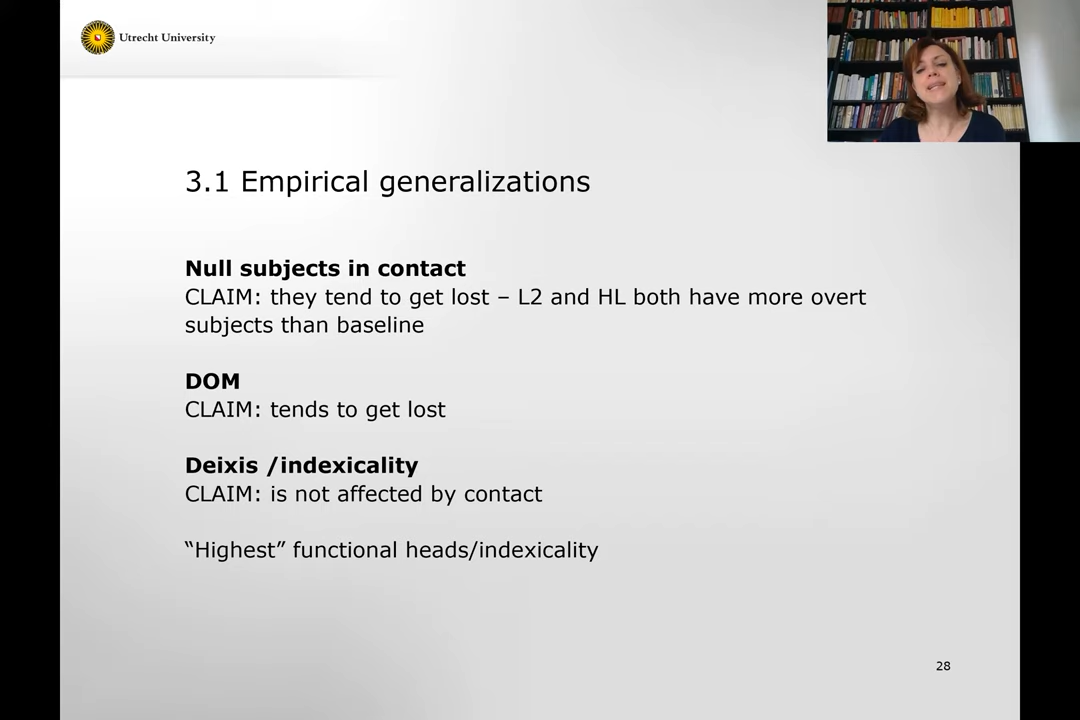 Utrecht University
3.1 Empirical generalizations
Null subjects in contact
CLAIM: they tend to get lost – L2 and HL both have more overt
subjects than baseline
DOM
CLAIM: tends to get lost
Deixis /indexicality
CLAIM: is not affected by contact
“Highest” functional heads/indexicality
28